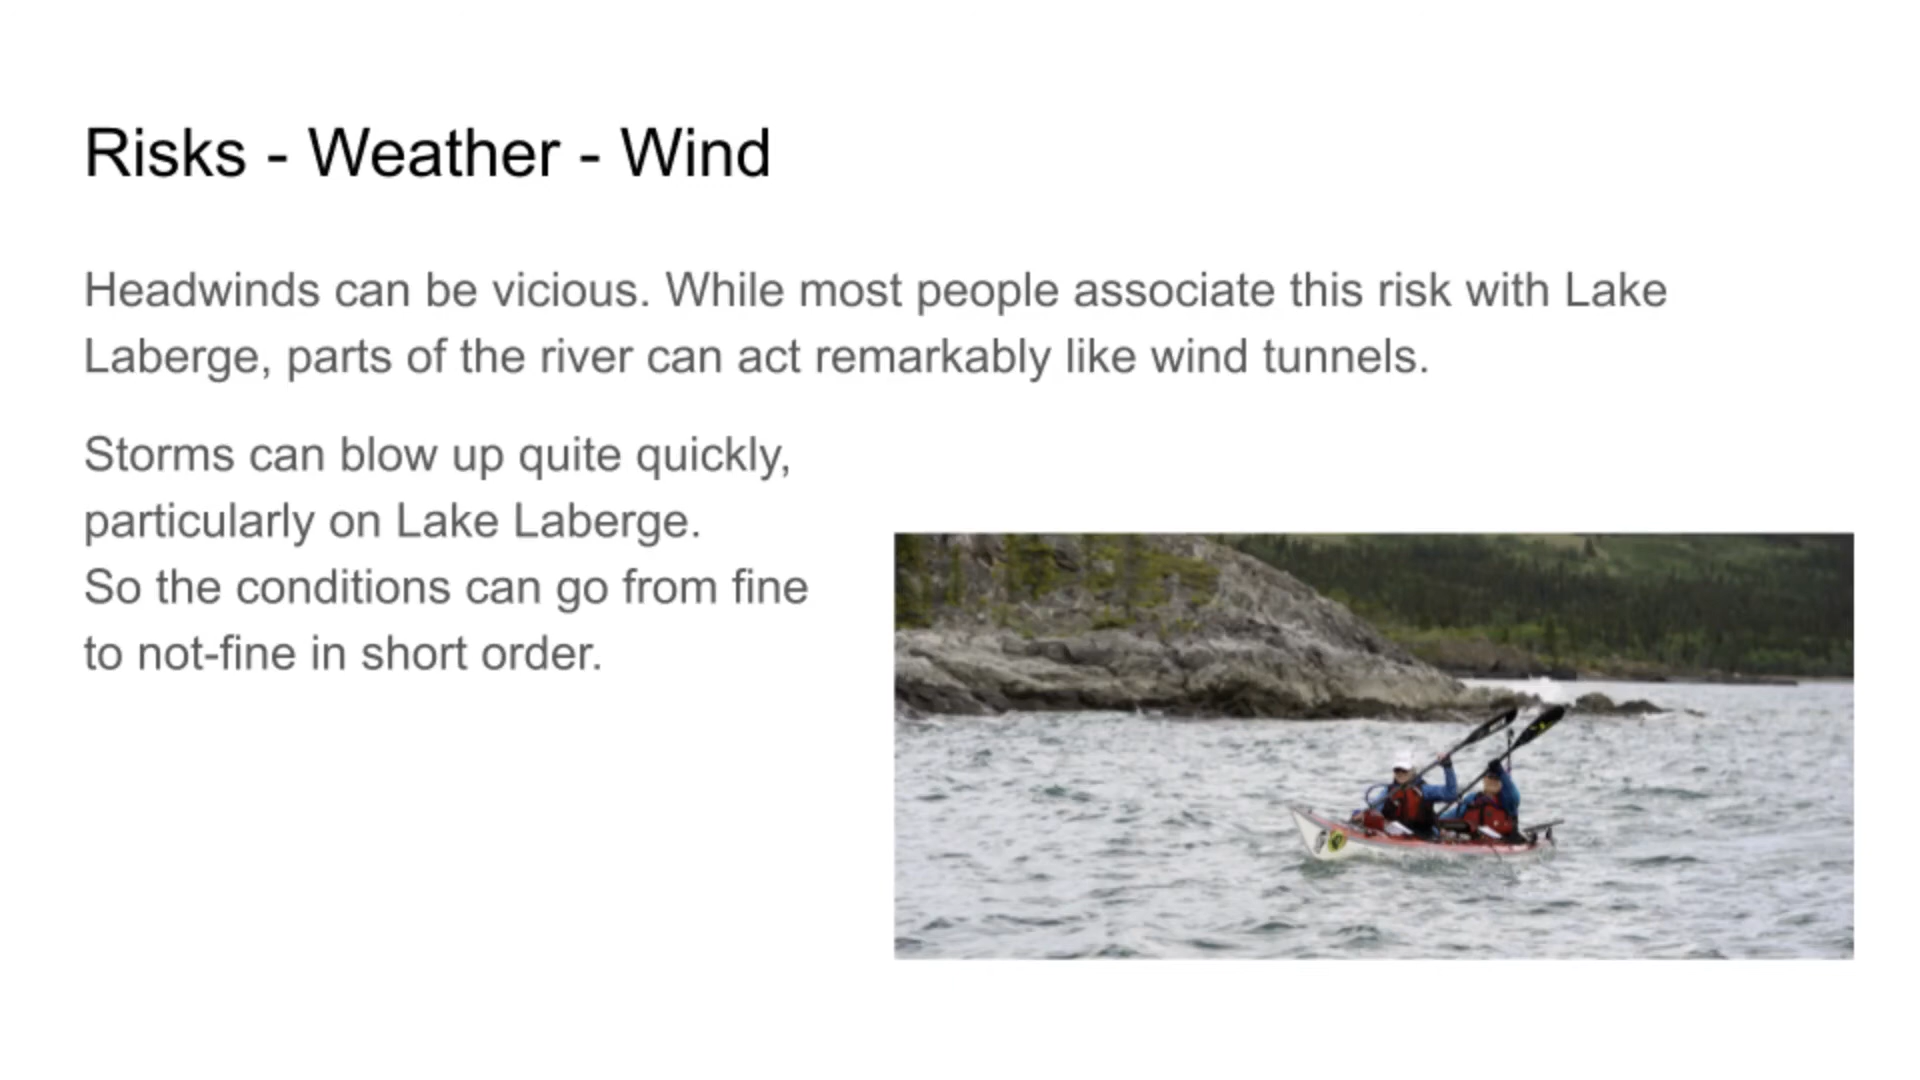 Risks - Weather - Wind
Headwinds can be vicious. While most people associate this risk with Lake
Laberge, parts of the river can act remarkably like wind tunnels.
Storms can blow up quite quickly,
particularly on Lake Laberge.
So the conditions can go from fine
to not-fine in short order.